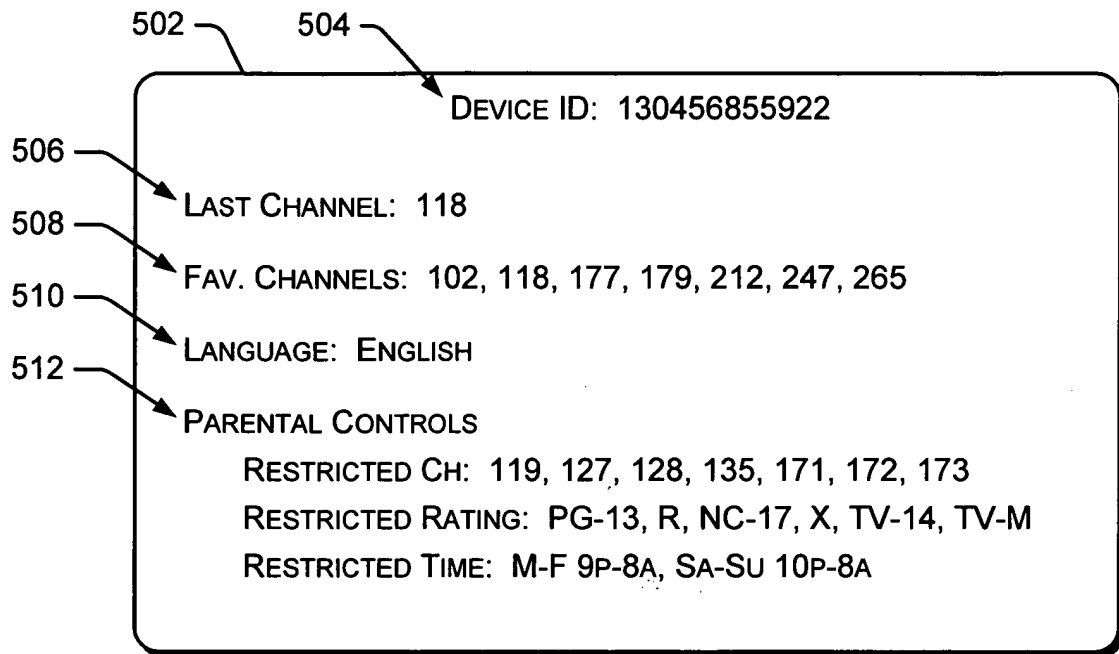 502 504
DEVICE ID: 130456855922
506
LAST CHANNEL: 118
508
FAV. CHANNELS: 102, 118, 177, 179, 212, 247, 265
510
LANGUAGE: ENGLISH
512
PARENTAL CONTROLS
RESTRICTED CH: 119, 127, 128, 135, 171, 172, 173
RESTRICTED RATING: PG-13, R, NC-17, X, TV-14, TV-M
RESTRICTED TIME: M-F 9P-8A, SA-SU 10P-8A